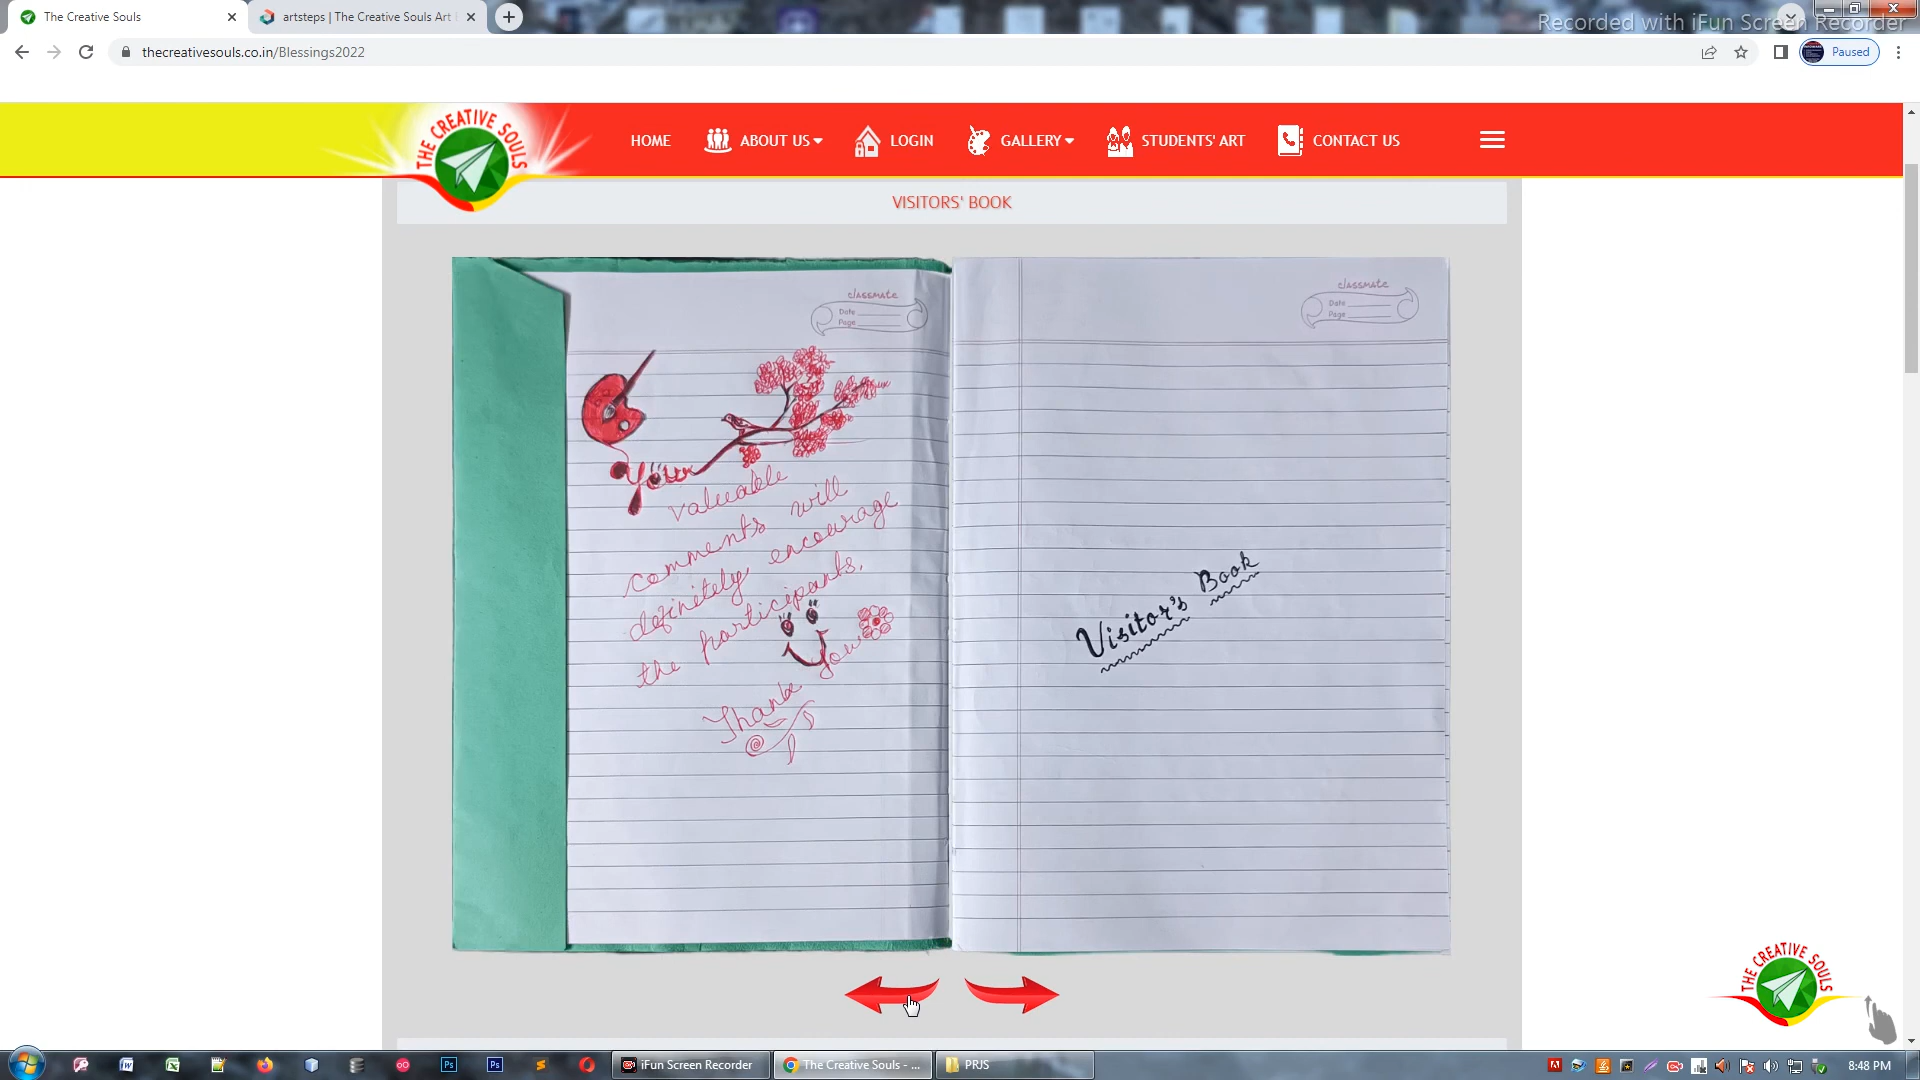 The Creative Souls
artsteps | The Creative Souls Art
Recorded with iFun Screen Recorder
thecreativesouls.co.in/Blessings2022
Paused
THE CREATIVE SOULS
HOME
ABOUT US
LOGIN
GALLERY
STUDENTS' ART
CONTACT US
VISITORS' BOOK
classmate
Date
Page
Your
valuable
comments will
definitely encourage
the participants.
Thank You
classmate
Date
Page
Visitor's Book
THE CREATIVE SOULS
iFun Screen Recorder
The Creative Souls - ...
PRJS
8:48 PM